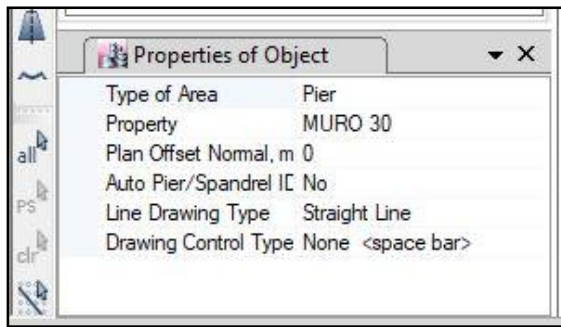 Properties of Object
Type of Area Pier
Property MURO 30
Plan Offset Normal, m 0
all Auto Pier/Spandrel ID No
ps Line Drawing Type Straight Line
clr Drawing Control Type None <space bar>